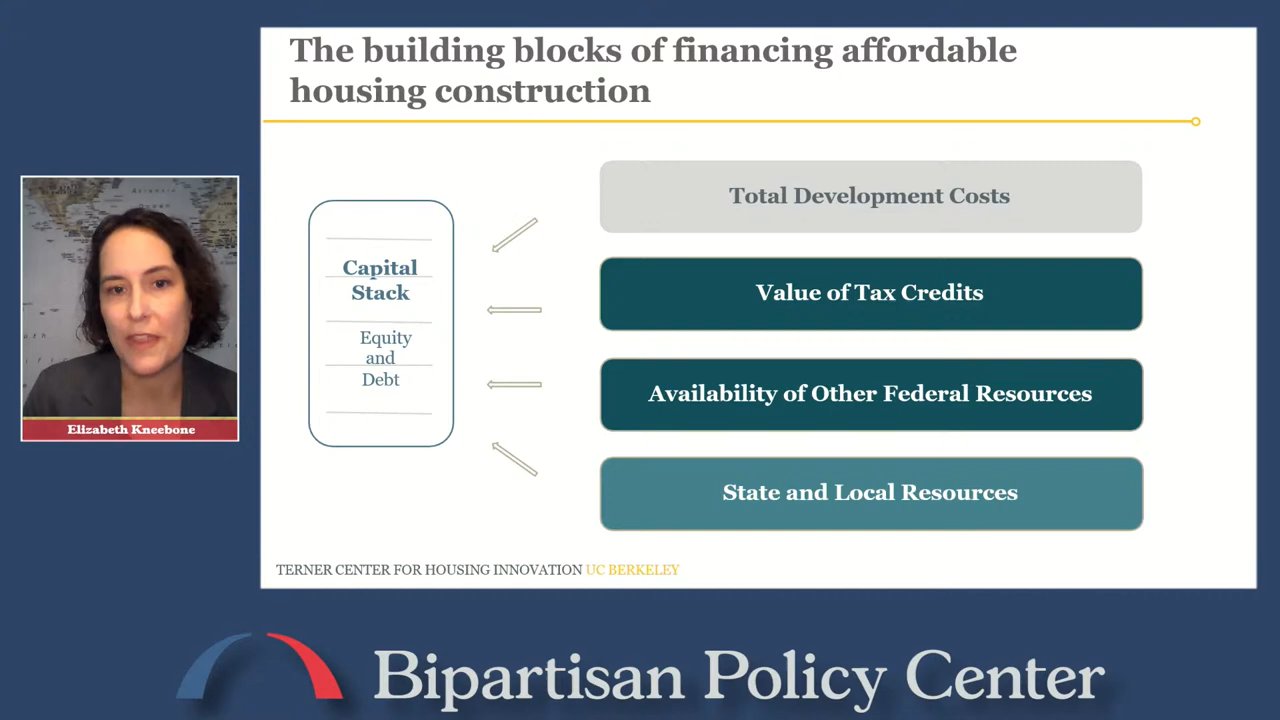 The building blocks of financing affordable
housing construction
Total Development Costs
Capital
Stack
Value of Tax Credits
Equity
and
Debt
Availability of Other Federal Resources
State and Local Resources
Elizabeth Kneebone
TERNER CENTER FOR HOUSING INNOVATION UC BERKELEY
Bipartisan Policy Center